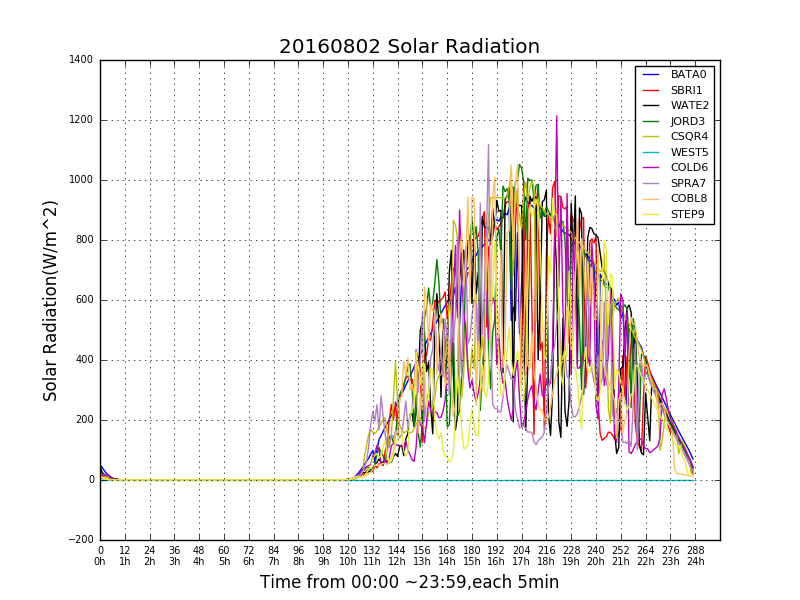 20160802 Solar Radiation
1400
1200
1000
800
600
400
200
0
−200
Solar Radiation(W/m^2)
BATA0
SBRI1
WATE2
JORD3
CSQR4
WEST5
COLD6
SPRA7
COBL8
STEP9
0 12 24 36 48 60 72 84 96 108 120 132 144 156 168 180 192 204 216 228 240 252 264 276 288
0h 1h 2h 3h 4h 5h 6h 7h 8h 9h 10h 11h 12h 13h 14h 15h 16h 17h 18h 19h 20h 21h 22h 23h 24h
Time from 00:00 ~23:59,each 5min